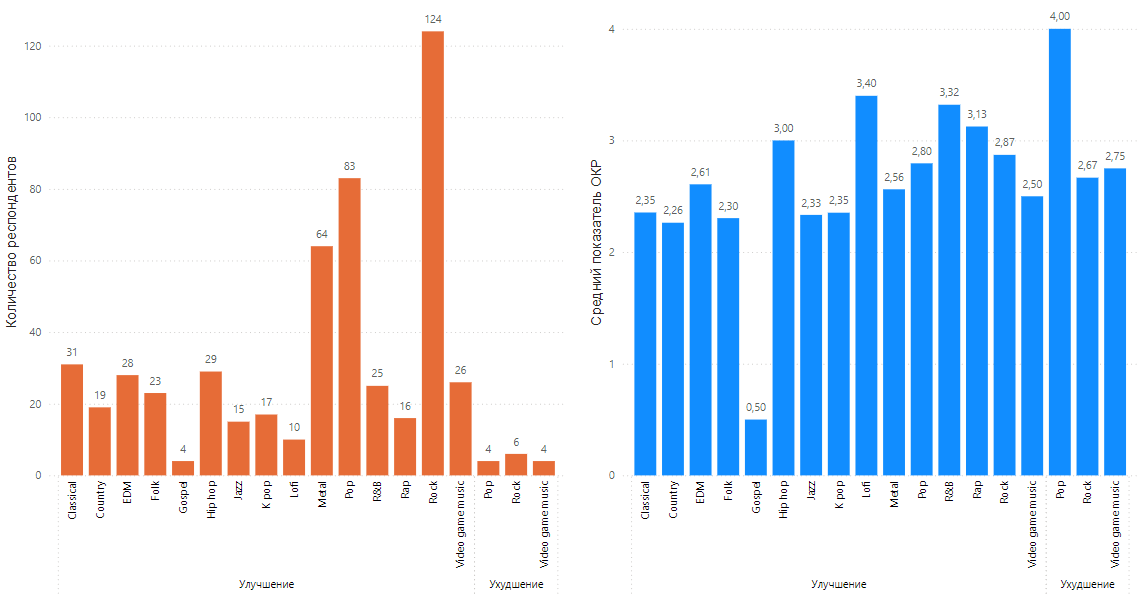 Количество респондентов
120
100
80
60
40
20
0
31
19
28
23
4
29
15
17
10
64
83
25
16
124
26
4
6
4
Classical
Country
EDM
Folk
Gospel
Hip hop
Jazz
K pop
Lofi
Metal
Pop
R&B
Rap
Rock
Video game music
Pop
Rock
Video game music
Улучшение
Ухудшение
Средний показатель ОКР
4
3
2
1
0
2,35
2,26
2,61
2,30
0,50
3,00
2,33
2,35
3,40
2,56
2,80
3,32
3,13
2,87
2,50
4,00
2,67
2,75
Classical
Country
EDM
Folk
Gospel
Hip hop
Jazz
K pop
Lofi
Metal
Pop
R&B
Rap
Rock
Video game music
Pop
Rock
Video game music
Улучшение
Ухудшение